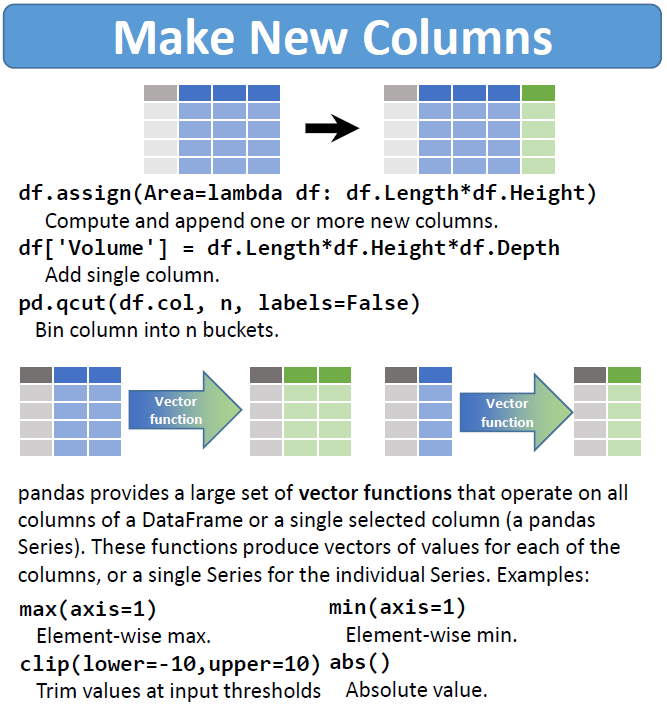 Make New Columns
df.assign(Area=lambda df: df.Length*df.Height)
Compute and append one or more new columns.
df['Volume'] = df.Length*df.Height*df.Depth
Add single column.
pd.qcut(df.col, n, labels=False)
Bin column into n buckets.
Vector
function
Vector
function
pandas provides a large set of vector functions that operate on all
columns of a DataFrame or a single selected column (a pandas
Series). These functions produce vectors of values for each of the
columns, or a single Series for the individual Series. Examples:
max(axis=1)
Element-wise max.
min(axis=1)
Element-wise min.
clip(lower=-10,upper=10)
Trim values at input thresholds
abs()
Absolute value.